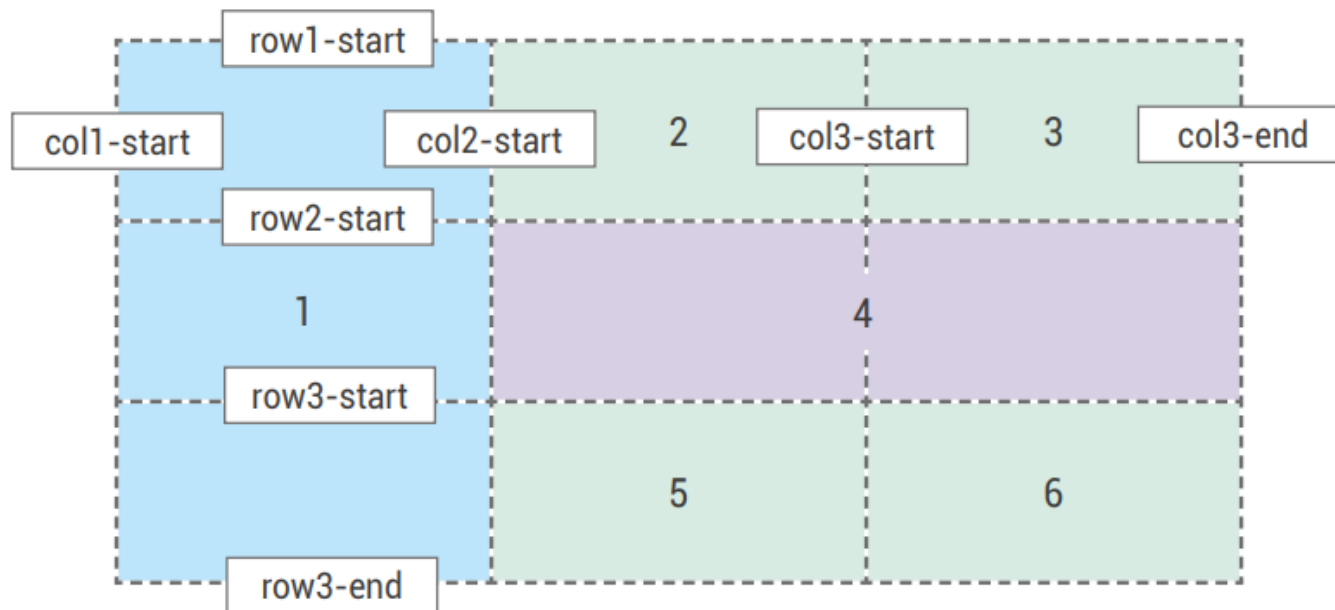 row1-start
col1-start
col2-start
2
col3-start
3
col3-end
row2-start
1
4
row3-start
5
6
row3-end